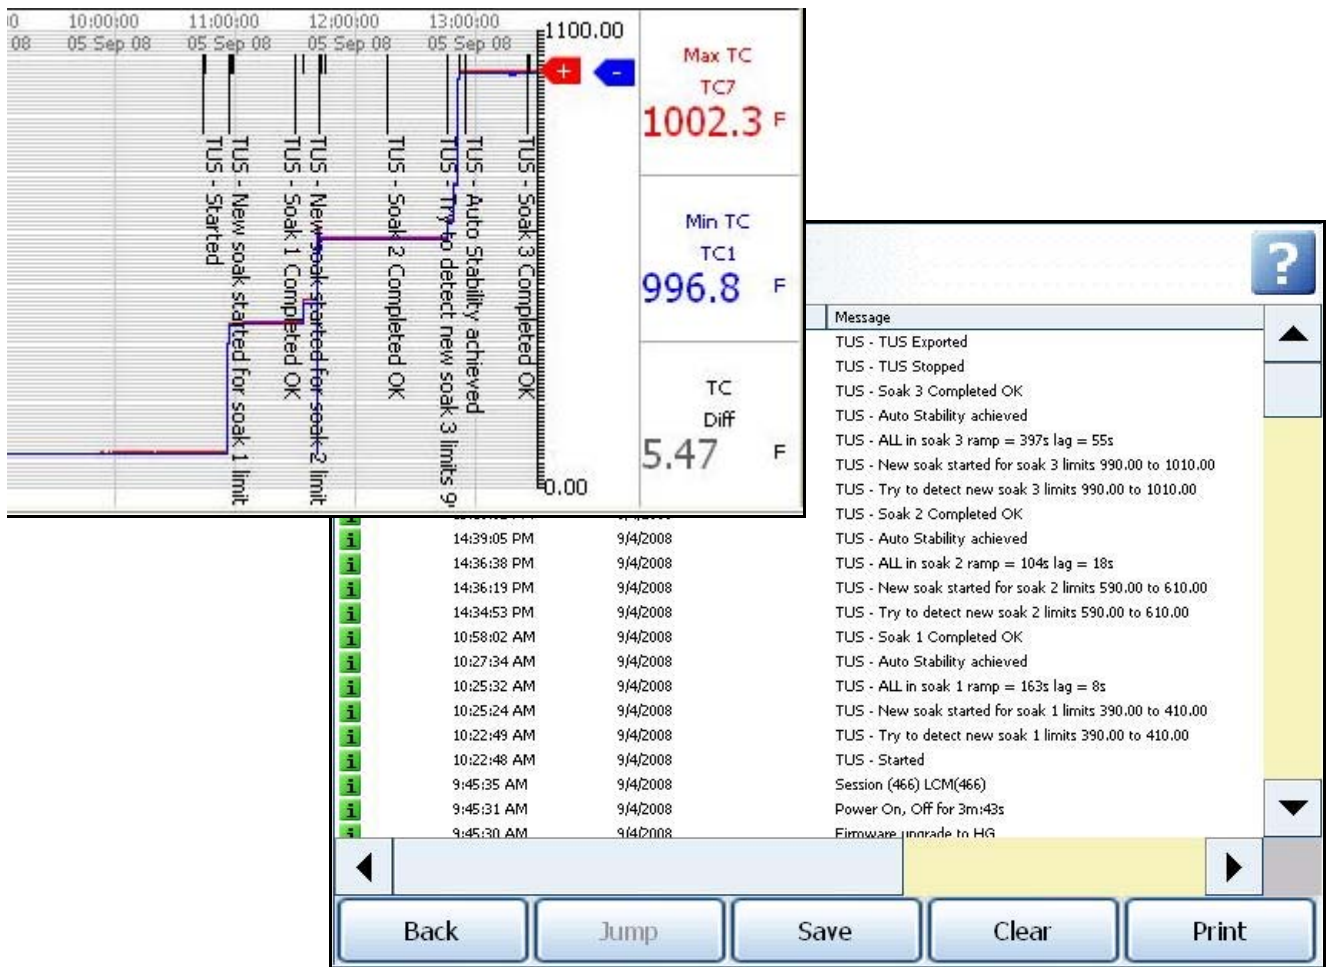 10:00:00 11:00:00 12:00:00 13:00:00
08 05 Sep 08 05 Sep 08 05 Sep 08 05 Sep 08
1100.00
0.00
TUS - Started
TUS - New soak started for soak 1 limit
TUS - Soak 1 Completed OK
TUS - New soak started for soak 2 limit
TUS - Soak 2 Completed OK
TUS - Try to detect new soak 3 limits 9
TUS - Auto Stability achieved
TUS - Soak 3 Completed OK
+ -
Max TC
TC7
1002.3 F
Min TC
TC1
996.8 F
TC
Diff
5.47 F
?
Message
TUS - TUS Exported
TUS - TUS Stopped
TUS - Soak 3 Completed OK
TUS - Auto Stability achieved
TUS - ALL in soak 3 ramp = 397s lag = 55s
TUS - New soak started for soak 3 limits 990.00 to 1010.00
TUS - Try to detect new soak 3 limits 990.00 to 1010.00
TUS - Soak 2 Completed OK
i 14:39:05 PM 9/4/2008 TUS - Auto Stability achieved
i 14:36:38 PM 9/4/2008 TUS - ALL in soak 2 ramp = 104s lag = 18s
i 14:36:19 PM 9/4/2008 TUS - New soak started for soak 2 limits 590.00 to 610.00
i 14:34:53 PM 9/4/2008 TUS - Try to detect new soak 2 limits 590.00 to 610.00
i 10:58:02 AM 9/4/2008 TUS - Soak 1 Completed OK
i 10:27:34 AM 9/4/2008 TUS - Auto Stability achieved
i 10:25:32 AM 9/4/2008 TUS - ALL in soak 1 ramp = 163s lag = 8s
i 10:25:24 AM 9/4/2008 TUS - New soak started for soak 1 limits 390.00 to 410.00
i 10:22:49 AM 9/4/2008 TUS - Try to detect new soak 1 limits 390.00 to 410.00
i 10:22:48 AM 9/4/2008 TUS - Started
i 9:45:35 AM 9/4/2008 Session (466) LCM(466)
i 9:45:31 AM 9/4/2008 Power On, Off for 3m:43s
i 9:45:30 AM 9/4/2008 Firmware upgrade to HG
Back Jump Save Clear Print